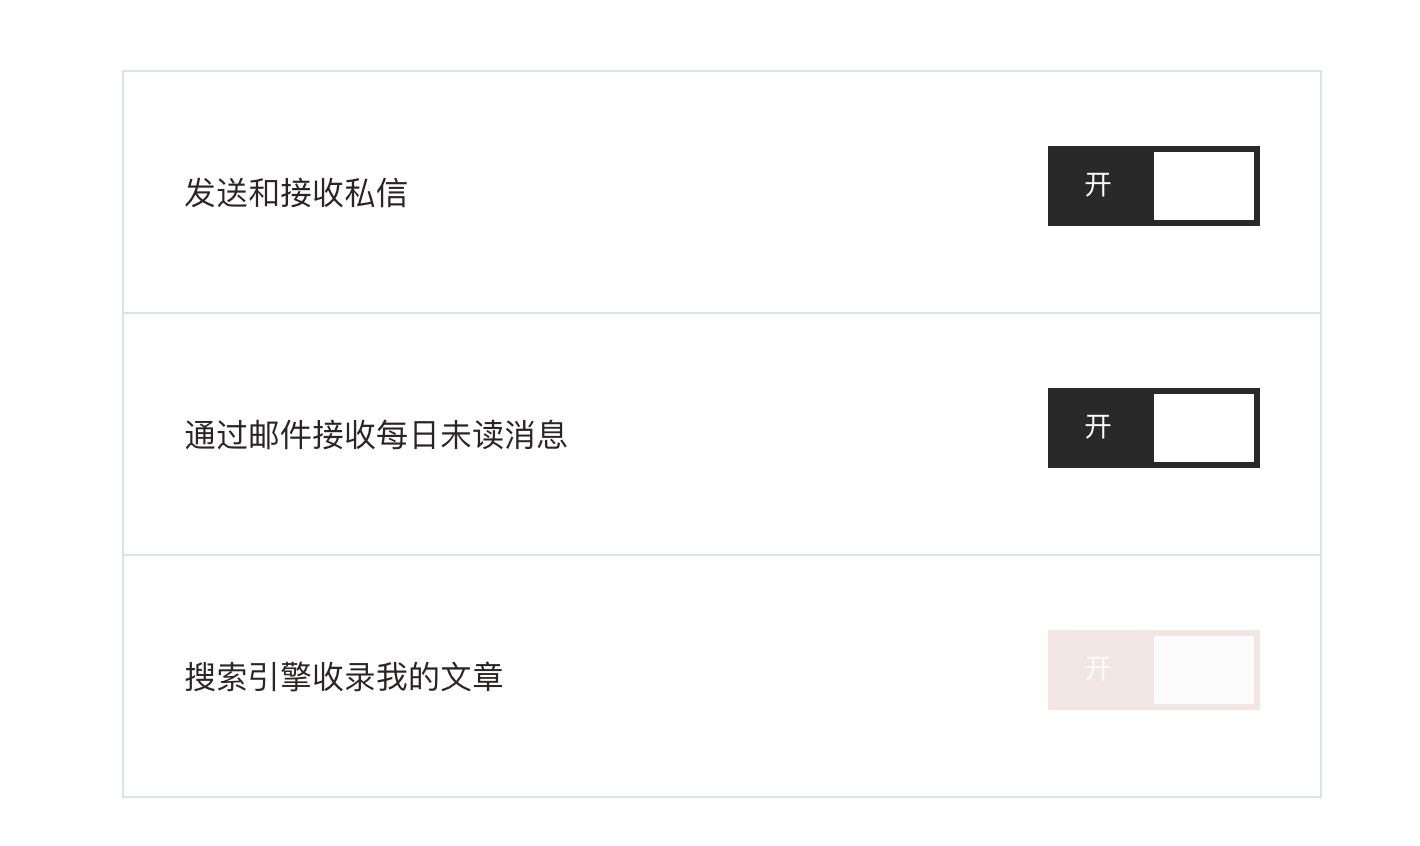 发送和接收私信
开
通过邮件接收每日未读消息
开
搜索引擎收录我的文章
开